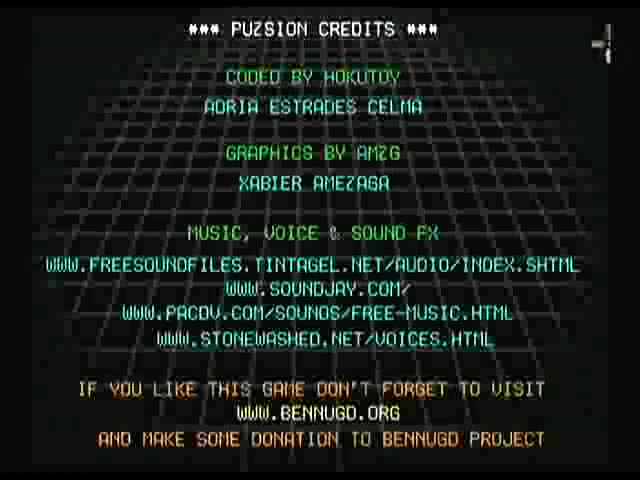 *** PUZSION CREDITS ***
CODED BY HOKUTOY
ADRIA ESTRADES CELMA
GRAPHICS BY AMZG
XABIER AMEZAGA
MUSIC, VOICE & SOUND FX
WWW.FREESOUNDFILES.TINTAGEL.NET/AUDIO/INDEX.SHTML
WWW.SOUNDJAY.COM/
WWW.PACDV.COM/SOUNDS/FREE-MUSIC.HTML
WWW.STONEWASHED.NET/VOICES.HTML
IF YOU LIKE THIS GAME DON'T FORGET TO VISIT
WWW.BENNUGD.ORG
AND MAKE SOME DONATION TO BENNUGD PROJECT